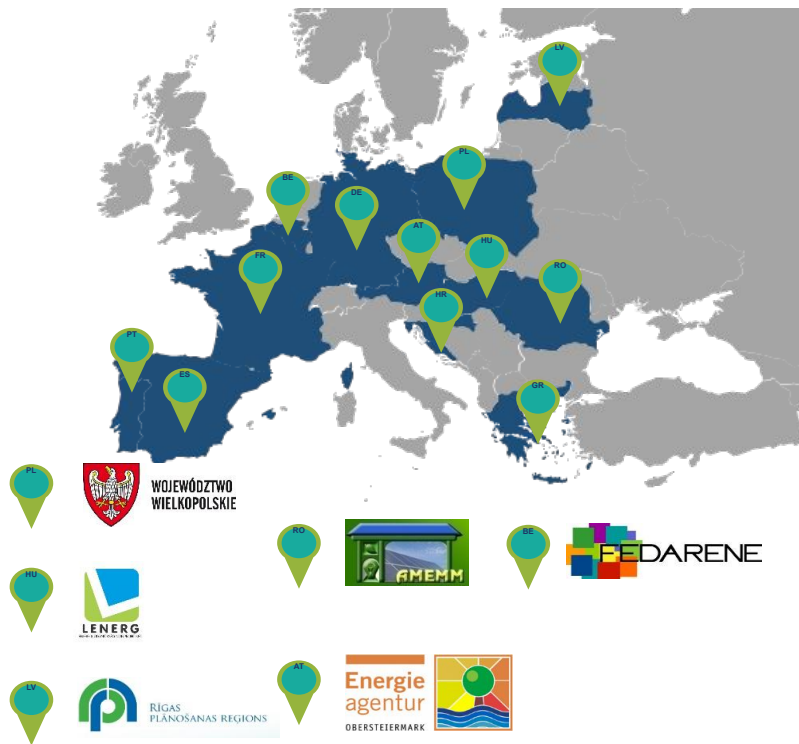 LV
PL
BE
DE
AT
HU
FR
RO
HR
PT
ES
GR
PL
WOJEWÓDZTWO
WIELKOPOLSKIE
RO
AMEMM
BE
FEDARENE
HU
LENERG
LV
RĪGAS
PLĀNOŠANAS REGIONS
AT
Energie
agentur
OBERSTEIERMARK